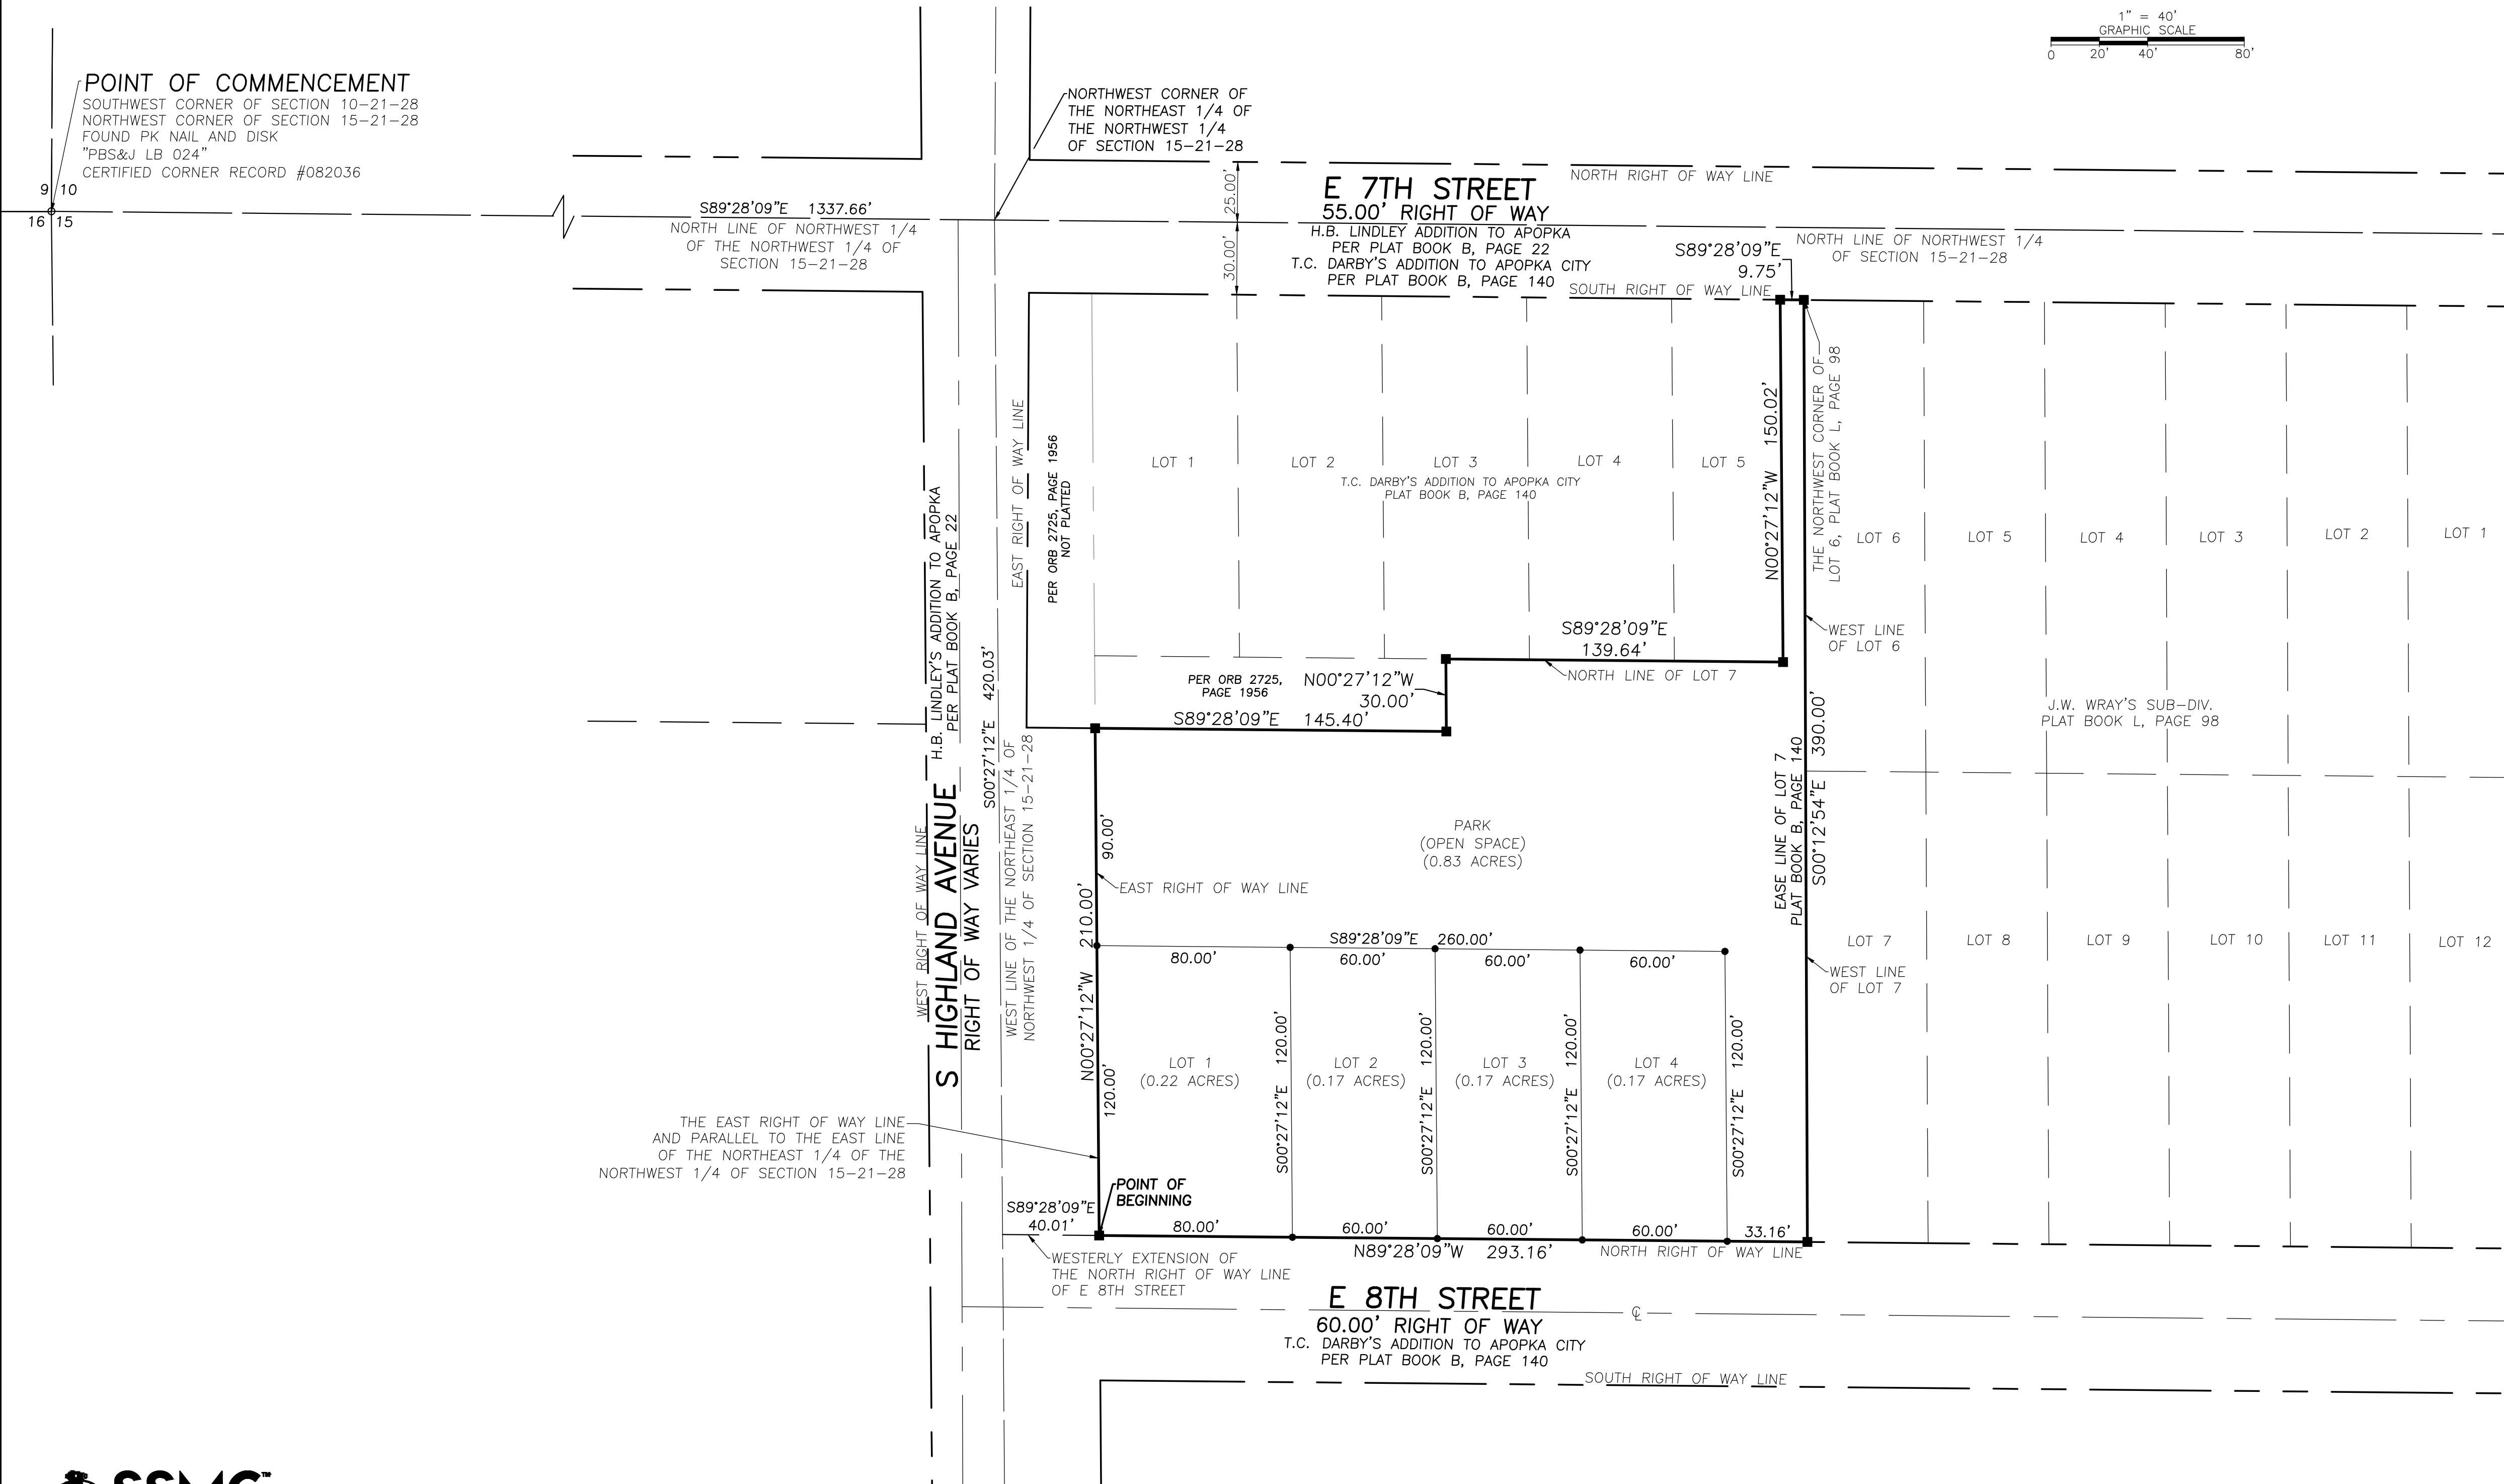 1" = 40'
GRAPHIC SCALE
0 20' 40' 80'
POINT OF COMMENCEMENT
SOUTHWEST CORNER OF SECTION 10-21-28
NORTHWEST CORNER OF SECTION 15-21-28
FOUND PK NAIL AND DISK
"PBS&J LB 024"
CERTIFIED CORNER RECORD #082036
9 10
16 15
NORTHWEST CORNER OF
THE NORTHEAST 1/4 OF
THE NORTHWEST 1/4
OF SECTION 15-21-28
S89°28'09"E 1337.66'
NORTH LINE OF NORTHWEST 1/4
OF THE NORTHWEST 1/4 OF
SECTION 15-21-28
25.00'
30.00'
E 7TH STREET
55.00' RIGHT OF WAY
H.B. LINDLEY ADDITION TO APOPKA
PER PLAT BOOK B, PAGE 22
T.C. DARBY'S ADDITION TO APOPKA CITY
PER PLAT BOOK B, PAGE 140
NORTH RIGHT OF WAY LINE
S89°28'09"E
9.75'
NORTH LINE OF NORTHWEST 1/4
OF SECTION 15-21-28
SOUTH RIGHT OF WAY LINE
EAST RIGHT OF WAY LINE
PER ORB 2725, PAGE 1956
NOT PLATTED
LOT 1
LOT 2
LOT 3
LOT 4
LOT 5
T.C. DARBY'S ADDITION TO APOPKA CITY
PLAT BOOK B, PAGE 140
N00°27'12"W 150.02'
THE NORTHWEST CORNER OF
LOT 6, PLAT BOOK L, PAGE 98
LOT 6
LOT 5
LOT 4
LOT 3
LOT 2
LOT 1
WEST LINE
OF LOT 6
H.B. LINDLEY'S ADDITION TO APOPKA
PER PLAT BOOK B, PAGE 22
S00°27'12"E 420.03'
S89°28'09"E
139.64'
NORTH LINE OF LOT 7
PER ORB 2725,
PAGE 1956
N00°27'12"W
30.00'
S89°28'09"E 145.40'
J.W. WRAY'S SUB-DIV.
PLAT BOOK L, PAGE 98
S00°12'54"E 390.00'
EASE LINE OF LOT 7
PLAT BOOK B, PAGE 140
WEST RIGHT OF WAY LINE
S HIGHLAND AVENUE
RIGHT OF WAY VARIES
WEST LINE OF THE NORTHEAST 1/4 OF
NORTHWEST 1/4 OF SECTION 15-21-28
90.00'
PARK
(OPEN SPACE)
(0.83 ACRES)
EAST RIGHT OF WAY LINE
N00°27'12"W 210.00'
S89°28'09"E 260.00'
80.00'
60.00'
60.00'
60.00'
LOT 7
LOT 8
LOT 9
LOT 10
LOT 11
LOT 12
WEST LINE
OF LOT 7
120.00'
LOT 1
(0.22 ACRES)
S00°27'12"E 120.00'
LOT 2
(0.17 ACRES)
S00°27'12"E 120.00'
LOT 3
(0.17 ACRES)
S00°27'12"E 120.00'
LOT 4
(0.17 ACRES)
S00°27'12"E 120.00'
THE EAST RIGHT OF WAY LINE
AND PARALLEL TO THE EAST LINE
OF THE NORTHEAST 1/4 OF THE
NORTHWEST 1/4 OF SECTION 15-21-28
POINT OF
BEGINNING
S89°28'09"E
40.01'
80.00'
60.00'
60.00'
60.00'
33.16'
N89°28'09"W 293.16'
NORTH RIGHT OF WAY LINE
WESTERLY EXTENSION OF
THE NORTH RIGHT OF WAY LINE
OF E 8TH STREET
E 8TH STREET
60.00' RIGHT OF WAY
T.C. DARBY'S ADDITION TO APOPKA CITY
PER PLAT BOOK B, PAGE 140
℄
SOUTH RIGHT OF WAY LINE
SSMC™